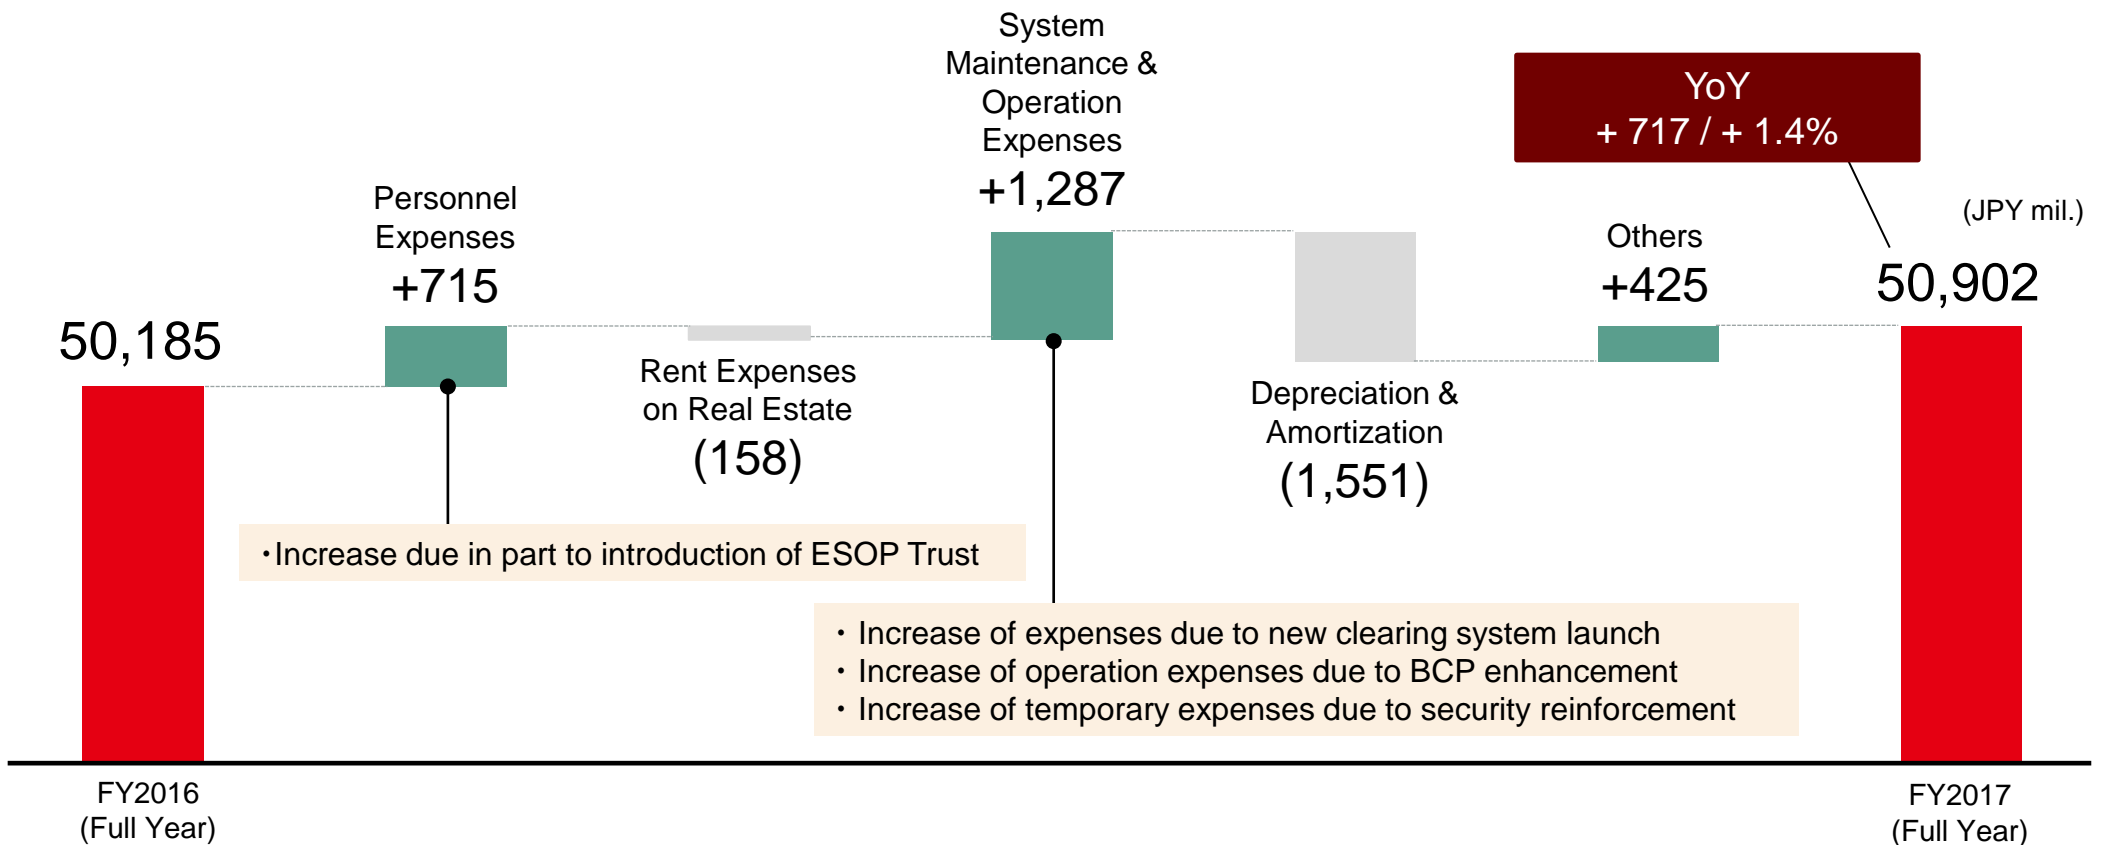 System
Maintenance &
Operation
Expenses
+1,287
YoY
+ 717 / + 1.4%
(JPY mil.)
Personnel
Expenses
+715
Others
+425
50,902
50,185
Rent Expenses
on Real Estate
(158)
Depreciation &
Amortization
(1,551)
・Increase due in part to introduction of ESOP Trust
・ Increase of expenses due to new clearing system launch
・ Increase of operation expenses due to BCP enhancement
・ Increase of temporary expenses due to security reinforcement
FY2016
(Full Year)
FY2017
(Full Year)